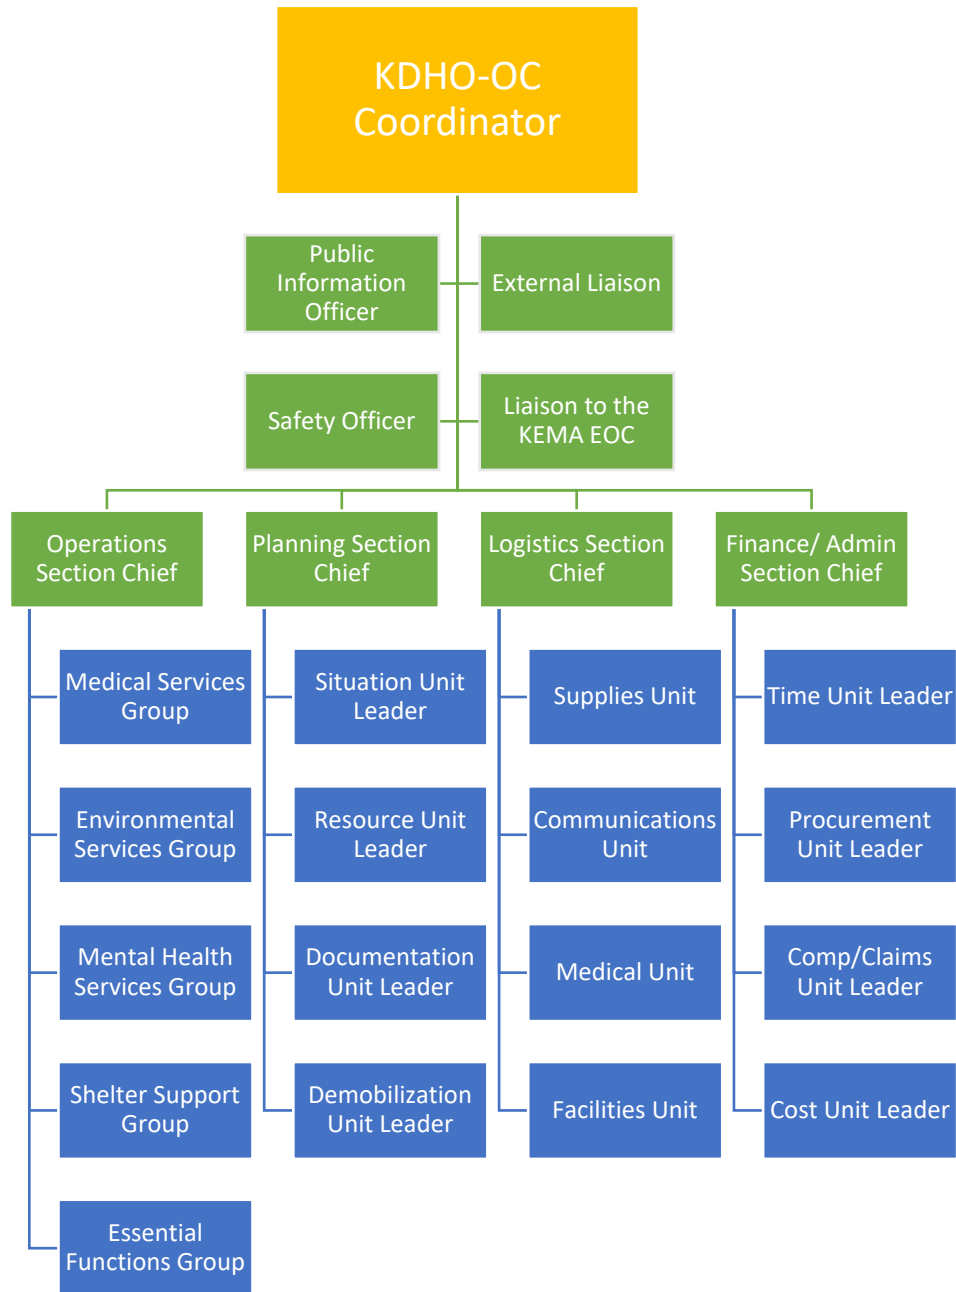 KDHO-OC
Coordinator
Public
Information
Officer
External Liaison
Safety Officer
Liaison to the
KEMA EOC
Operations
Section Chief
Planning Section
Chief
Logistics Section
Chief
Finance/ Admin
Section Chief
Medical Services
Group
Situation Unit
Leader
Supplies Unit
Time Unit Leader
Environmental
Services Group
Resource Unit
Leader
Communications
Unit
Procurement
Unit Leader
Mental Health
Services Group
Documentation
Unit Leader
Medical Unit
Comp/Claims
Unit Leader
Shelter Support
Group
Demobilization
Unit Leader
Facilities Unit
Cost Unit Leader
Essential
Functions Group